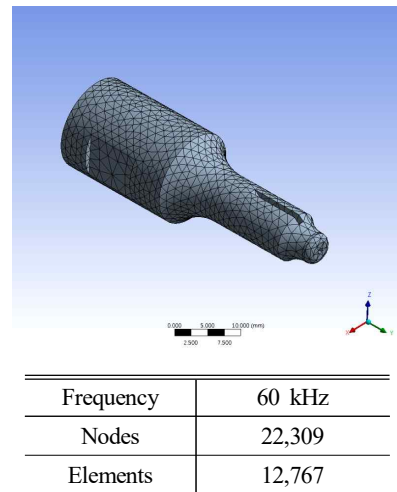 Z
X
Y
0.000 5.000 10.000 (mm)
2.500 7.500
Frequency 60 kHz
Nodes 22,309
Elements 12,767